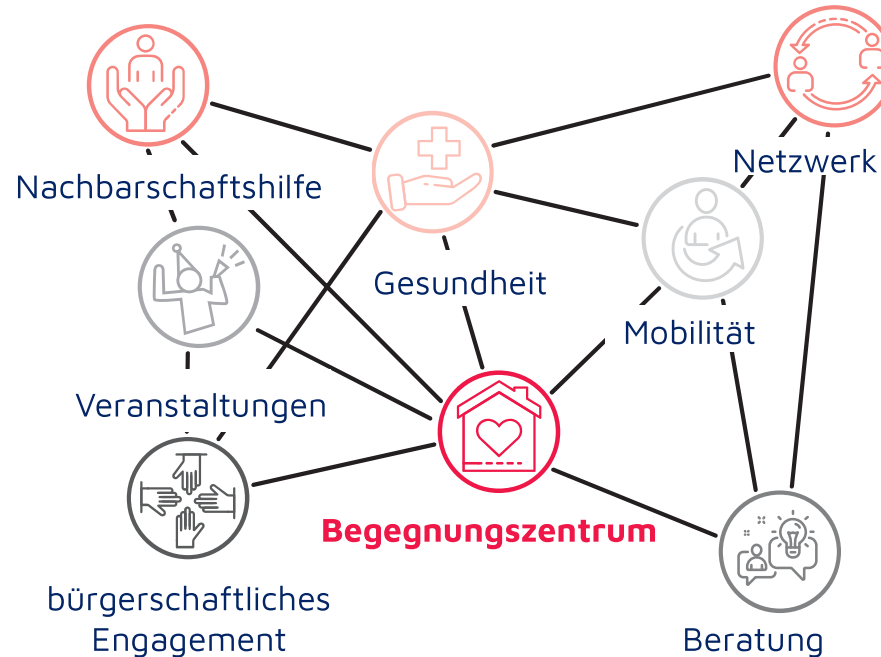 Netzwerk
Nachbarschaftshilfe
Gesundheit
Mobilität
Veranstaltungen
Begegnungszentrum
bürgerschaftliches
Engagement
Beratung